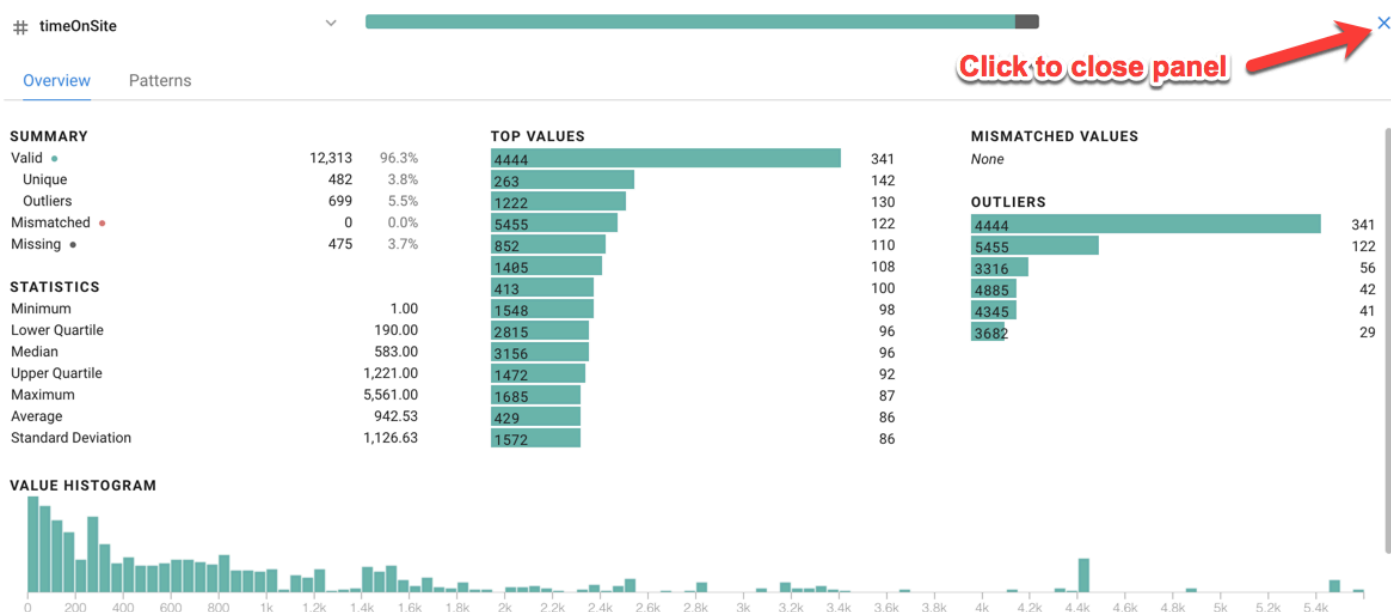 # timeOnSite
Click to close panel
Overview Patterns
SUMMARY
Valid 12,313 96.3%
Unique 482 3.8%
Outliers 699 5.5%
Mismatched 0 0.0%
Missing 475 3.7%
STATISTICS
Minimum 1.00
Lower Quartile 190.00
Median 583.00
Upper Quartile 1,221.00
Maximum 5,561.00
Average 942.53
Standard Deviation 1,126.63
TOP VALUES
4444 341
263 142
1222 130
5455 122
852 110
1405 108
413 100
1548 98
2815 96
3156 96
1472 92
1685 87
429 86
1572 86
MISMATCHED VALUES
None
OUTLIERS
4444 341
5455 122
3316 56
4885 42
4345 41
3682 29
VALUE HISTOGRAM
0 200 400 600 800 1k 1.2k 1.4k 1.6k 1.8k 2k 2.2k 2.4k 2.6k 2.8k 3k 3.2k 3.4k 3.6k 3.8k 4k 4.2k 4.4k 4.6k 4.8k 5k 5.2k 5.4k